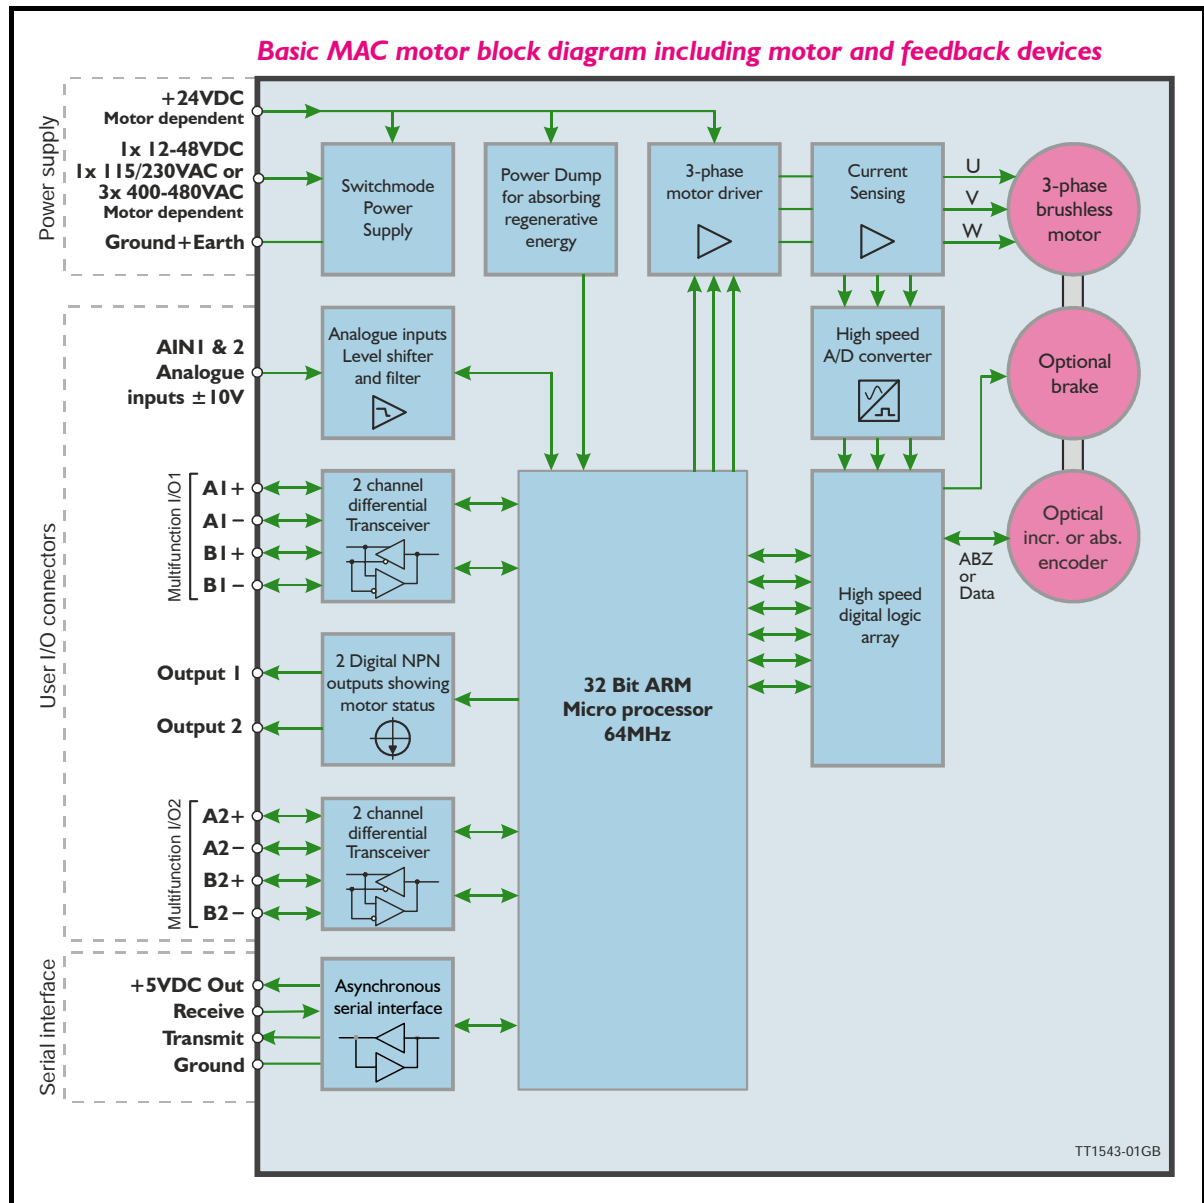 Basic MAC motor block diagram including motor and feedback devices
Power supply
+24VDC
Motor dependent
1x 12-48VDC
1x 115/230VAC or
3x 400-480VAC
Motor dependent
Ground+Earth
Switchmode
Power
Supply
Power Dump
for absorbing
regenerative
energy
3-phase
motor driver
Current
Sensing
U
V
W
3-phase
brushless
motor
User I/O connectors
AIN1 & 2
Analogue
inputs ±10V
Analogue inputs
Level shifter
and filter
High speed
A/D converter
Optional
brake
Multifunction I/O1
A1+
A1−
B1+
B1−
2 channel
differential
Transceiver
Optical
incr. or abs.
encoder
ABZ
or
Data
High speed
digital logic
array
Output 1
Output 2
2 Digital NPN
outputs showing
motor status
32 Bit ARM
Micro processor
64MHz
Multifunction I/O2
A2+
A2−
B2+
B2−
2 channel
differential
Transceiver
Serial interface
+5VDC Out
Receive
Transmit
Ground
Asynchronous
serial interface
TT1543-01GB